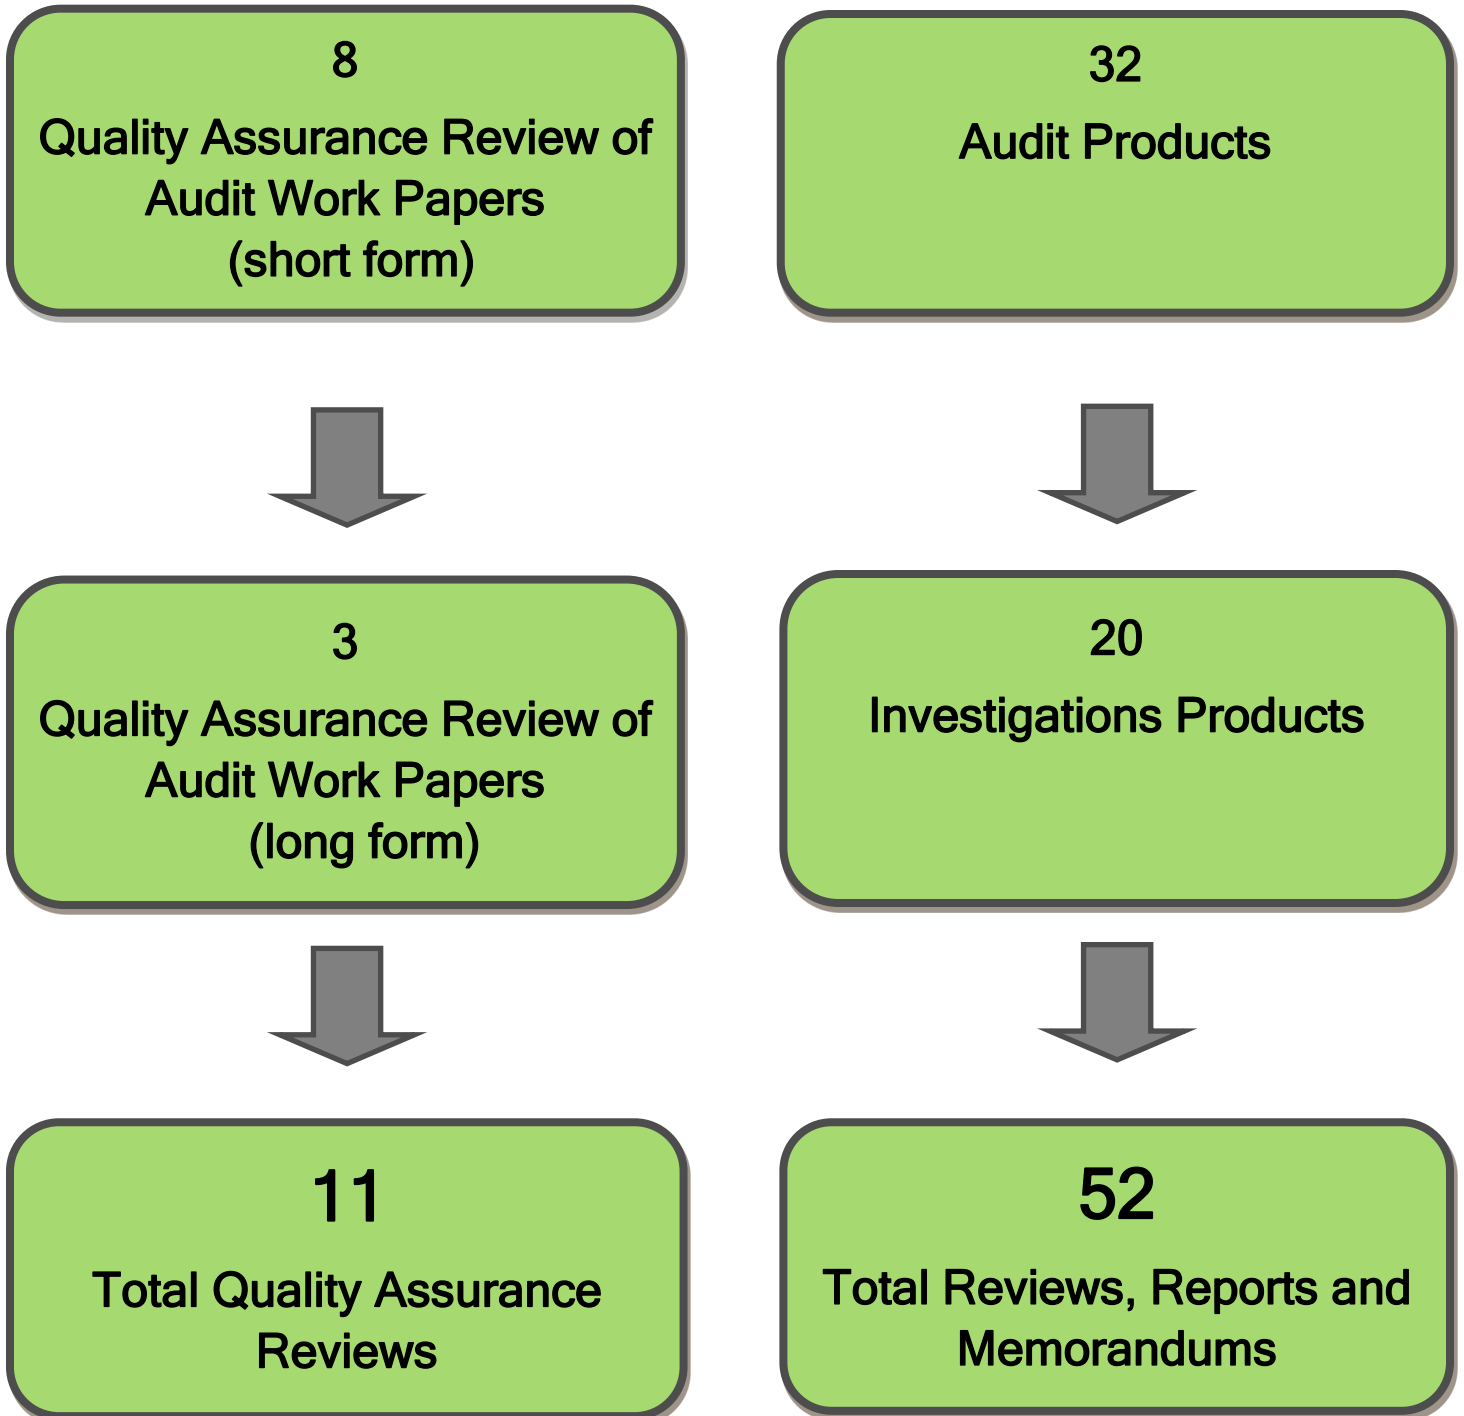 8
Quality Assurance Review of
Audit Work Papers
(short form)
32
Audit Products
3
Quality Assurance Review of
Audit Work Papers
(long form)
20
Investigations Products
11
Total Quality Assurance
Reviews
52
Total Reviews, Reports and
Memorandums